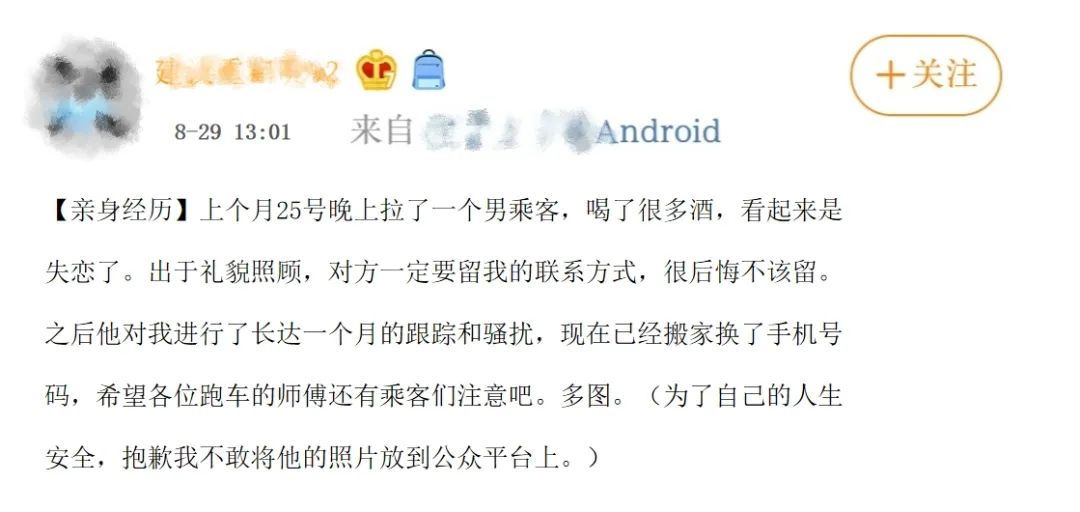 建
2
+关注
8-29 13:01
来自
Android
【亲身经历】上个月25号晚上拉了一个男乘客，喝了很多酒，看起来是
失恋了。出于礼貌照顾，对方一定要留我的联系方式，很后悔不该留。
之后他对我进行了长达一个月的跟踪和骚扰，现在已经搬家换了手机号
码，希望各位跑车的师傅还有乘客们注意吧。多图。（为了自己的人生
安全，抱歉我不敢将他的照片放到公众平台上。）